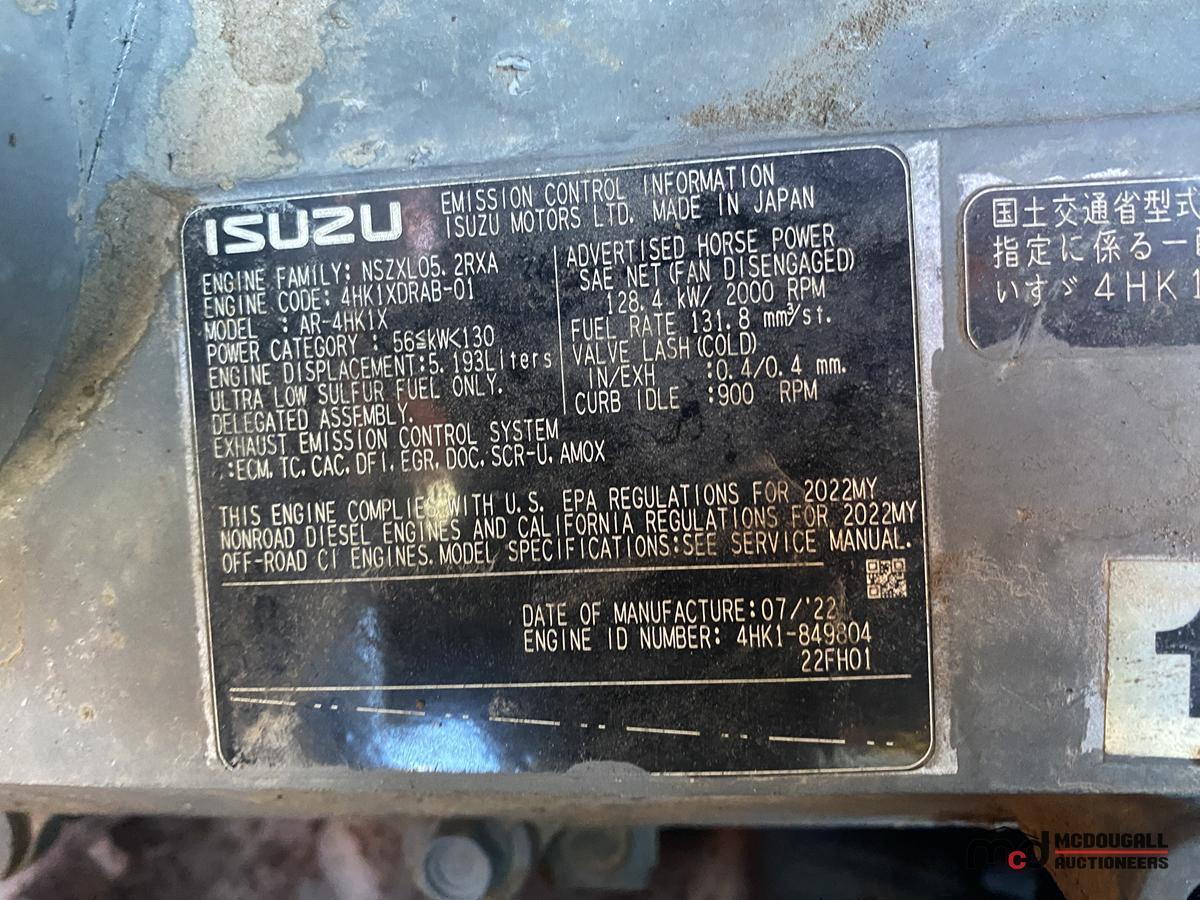 ISUZU
EMISSION CONTROL INFORMATION
ISUZU MOTORS LTD. MADE IN JAPAN
ENGINE FAMILY: NSZXL05.2RXA
ENGINE CODE: 4HK1XDRAB-01
MODEL : AR-4HK1X
POWER CATEGORY : 56≦kW<130
ENGINE DISPLACEMENT:5.193Liters
ULTRA LOW SULFUR FUEL ONLY.
DELEGATED ASSEMBLY.
EXHAUST EMISSION CONTROL SYSTEM
:ECM,TC,CAC,DFI,EGR,DOC,SCR-U,AMOX
ADVERTISED HORSE POWER
SAE NET(FAN DISENGAGED)
128.4 kW/ 2000 RPM
FUEL RATE 131.8 mm³/st.
VALVE LASH(COLD)
IN/EXH :0.4/0.4 mm.
CURB IDLE :900 RPM
THIS ENGINE COMPLIES WITH U.S. EPA REGULATIONS FOR 2022MY
NONROAD DIESEL ENGINES AND CALIFORNIA REGULATIONS FOR 2022MY
OFF-ROAD CI ENGINES.MODEL SPECIFICATIONS:SEE SERVICE MANUAL.
DATE OF MANUFACTURE:07/'22
ENGINE ID NUMBER: 4HK1-849804
22FH01
国土交通省型式
指定に係る一
いすゞ 4HK1
mcd MCDOUGALL
AUCTIONEERS